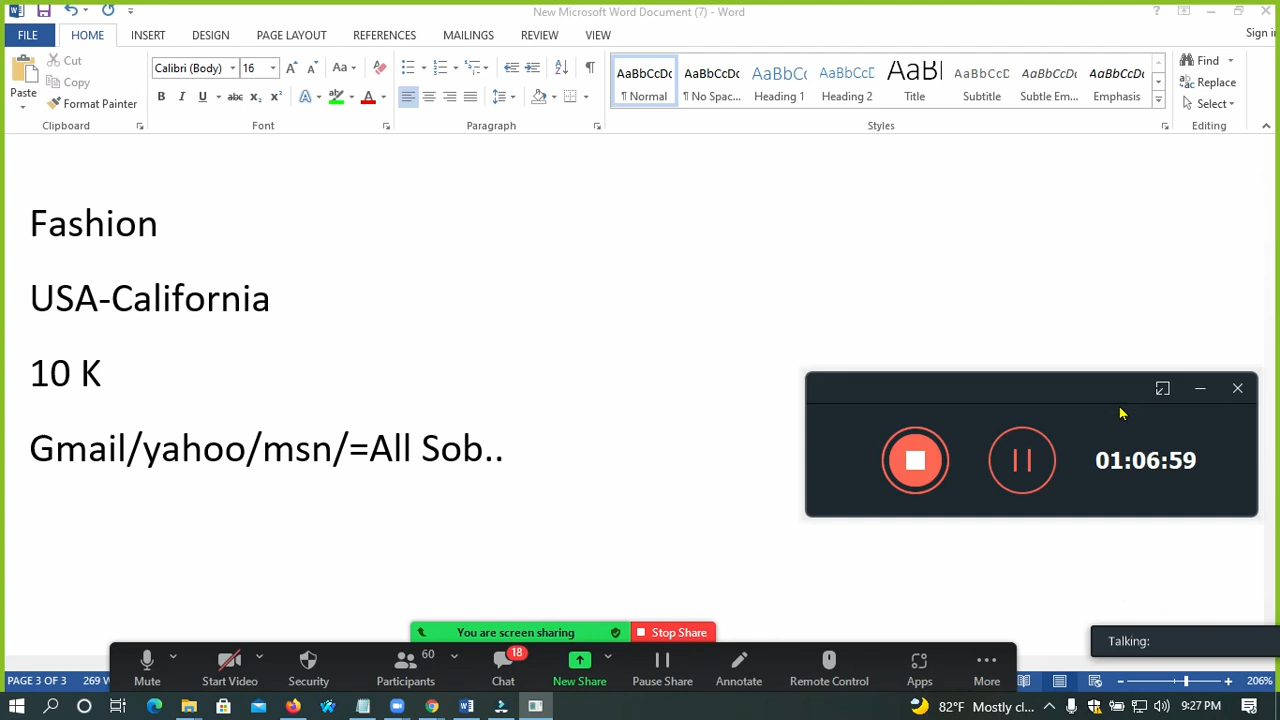 New Microsoft Word Document (7) - Word
Sign in
FILE HOME INSERT DESIGN PAGE LAYOUT REFERENCES MAILINGS REVIEW VIEW
Paste
Cut
Copy
Format Painter
Clipboard
Calibri (Body) 16
Font
Paragraph
AaBbCcDc AaBbCcDc AaBbCc AaBbCcC AaBl AaBbCcD AaBbCcDc AaBbCcDc
¶ Normal ¶ No Spac... Heading 1 Heading 2 Title Subtitle Subtle Em... Emphasis
Styles
Find
Replace
Select
Editing
Fashion
USA-California
10 K
Gmail/yahoo/msn/=All Sob..
01:06:59
Talking:
You are screen sharing Stop Share
60 18
Mute Start Video Security Participants Chat New Share Pause Share Annotate Remote Control Apps More
PAGE 3 OF 3 269 W
206%
82°F Mostly cl... 9:27 PM